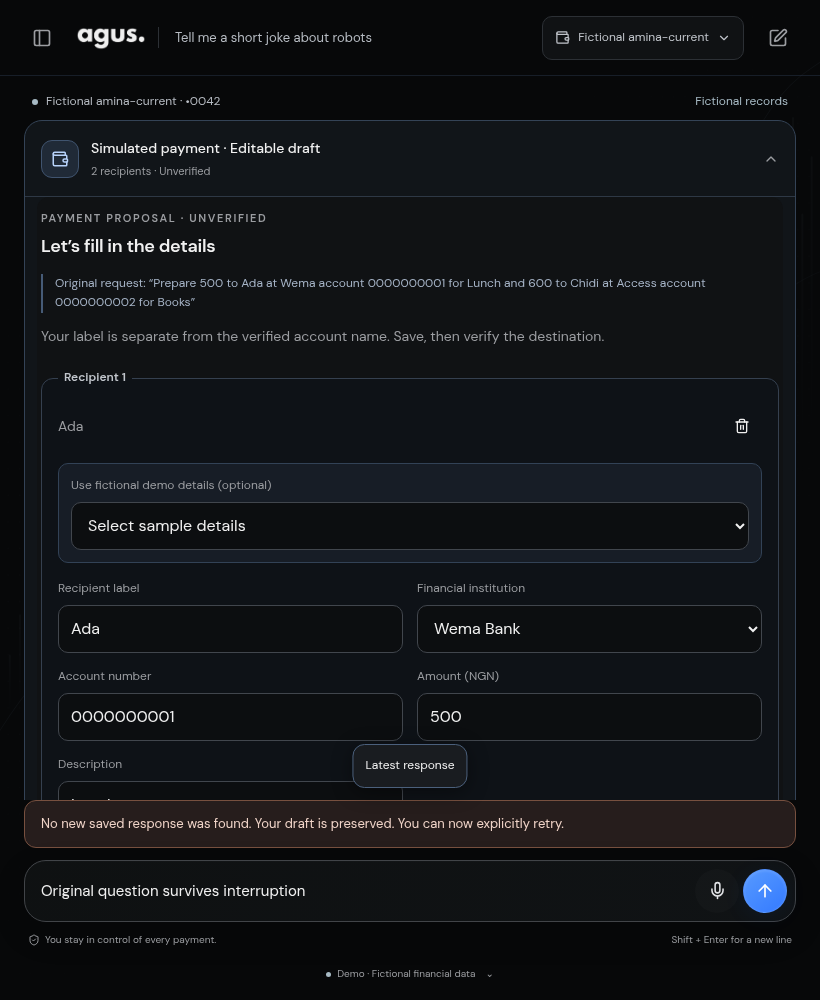 agus.
Tell me a short joke about robots
Fictional amina-current
Fictional amina-current · •0042
Fictional records
Simulated payment · Editable draft
2 recipients · Unverified
PAYMENT PROPOSAL · UNVERIFIED
Let’s fill in the details
Original request: “Prepare 500 to Ada at Wema account 0000000001 for Lunch and 600 to Chidi at Access account
0000000002 for Books”
Your label is separate from the verified account name. Save, then verify the destination.
Recipient 1
Ada
Use fictional demo details (optional)
Select sample details
Recipient label
Financial institution
Ada
Wema Bank
Account number
Amount (NGN)
0000000001
500
Description
Latest response
No new saved response was found. Your draft is preserved. You can now explicitly retry.
Original question survives interruption
You stay in control of every payment.
Shift + Enter for a new line
Demo · Fictional financial data